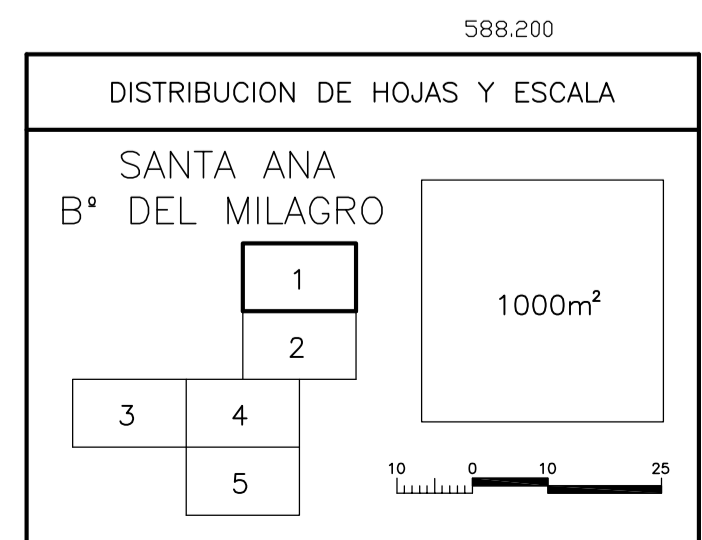 588.200
DISTRIBUCION DE HOJAS Y ESCALA
SANTA ANA
Bº DEL MILAGRO
1
2
3 4
5
1000m²
10 0 10 25